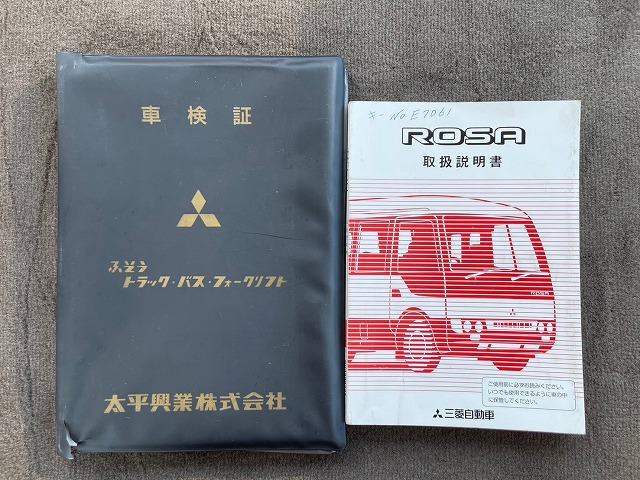 車検証
ふそう
トラック・バス・フォークリフト
太平興業株式会社
キーNo E7061
ROSA
取扱説明書
ROSA
ご使用前に必ずお読みください。
いつでも使用できるように車の中
に保管してください。
三菱自動車